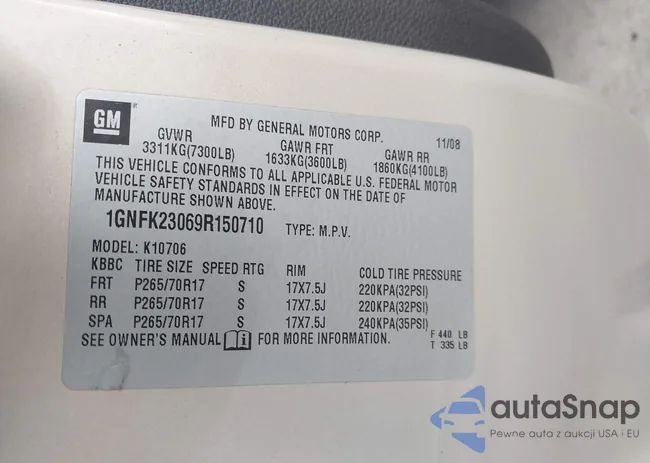 GM
MFD BY GENERAL MOTORS CORP.
11/08
GVWR GAWR FRT GAWR RR
3311KG(7300LB) 1633KG(3600LB) 1860KG(4100LB)
THIS VEHICLE CONFORMS TO ALL APPLICABLE U.S. FEDERAL MOTOR
VEHICLE SAFETY STANDARDS IN EFFECT ON THE DATE OF
MANUFACTURE SHOWN ABOVE.
1GNFK23069R150710 TYPE: M.P.V.
MODEL: K10706
KBBC TIRE SIZE SPEED RTG RIM COLD TIRE PRESSURE
FRT P265/70R17 S 17X7.5J 220KPA(32PSI)
RR P265/70R17 S 17X7.5J 220KPA(32PSI)
SPA P265/70R17 S 17X7.5J 240KPA(35PSI)
SEE OWNER'S MANUAL FOR MORE INFORMATION.
F 440 LB
T 335 LB
autaSnap
Pewne auta z aukcji USA i EU